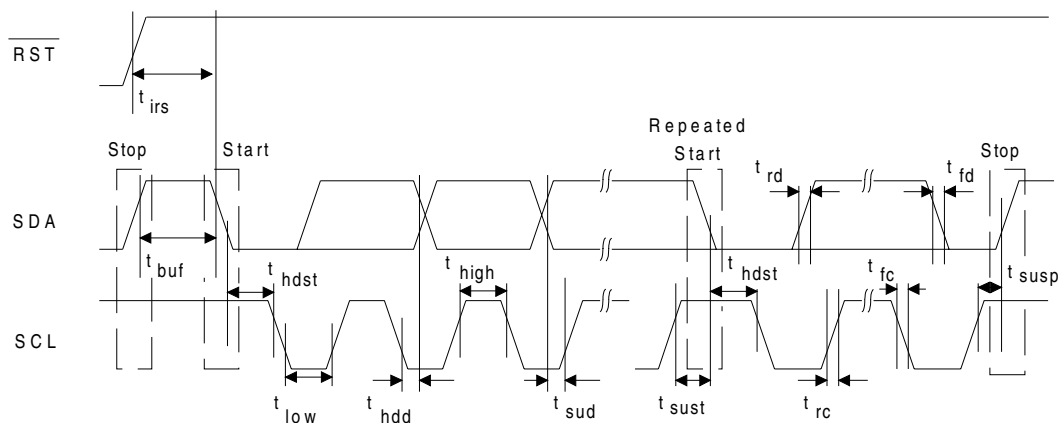 RST
t irs
Repeated
Stop Start Start Stop
t rd t fd
SDA
t buf t hdst t high t hdst t fc t susp
SCL
t low t hdd t sud t sust t rc